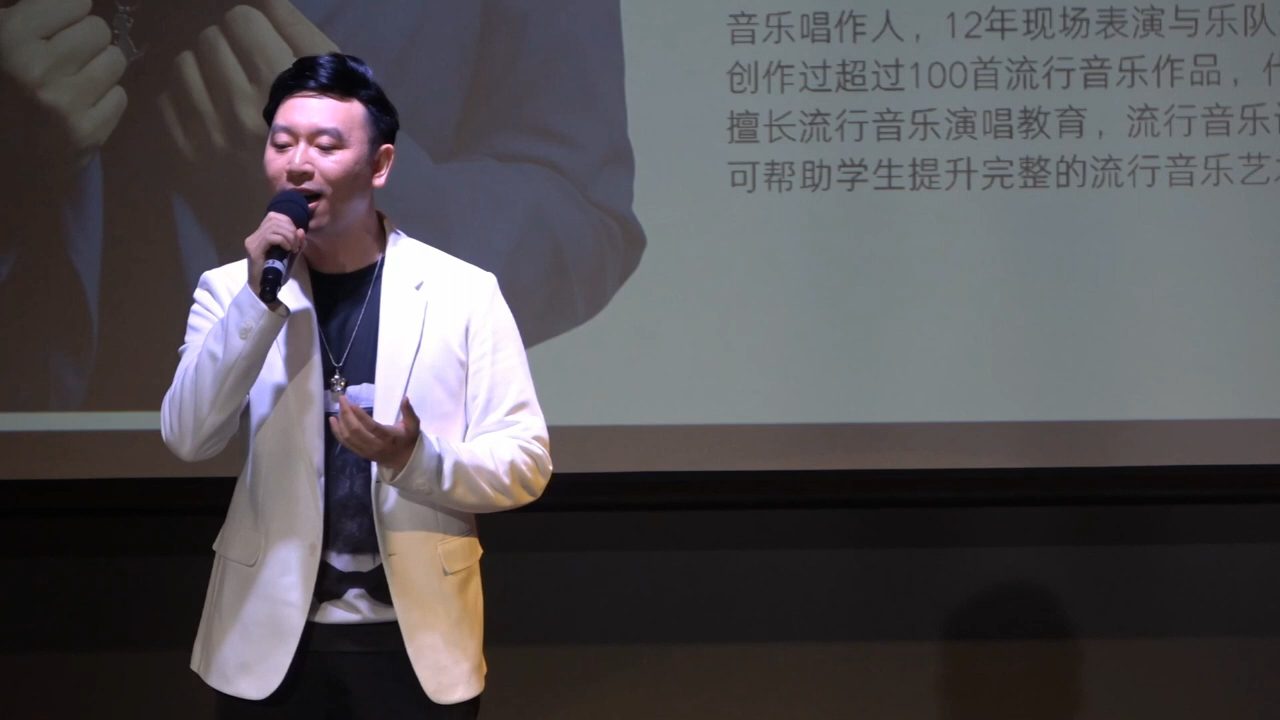 音乐唱作人，12年现场表演与乐队
创作过超过100首流行音乐作品，
擅长流行音乐演唱教育，流行音乐
可帮助学生提升完整的流行音乐艺